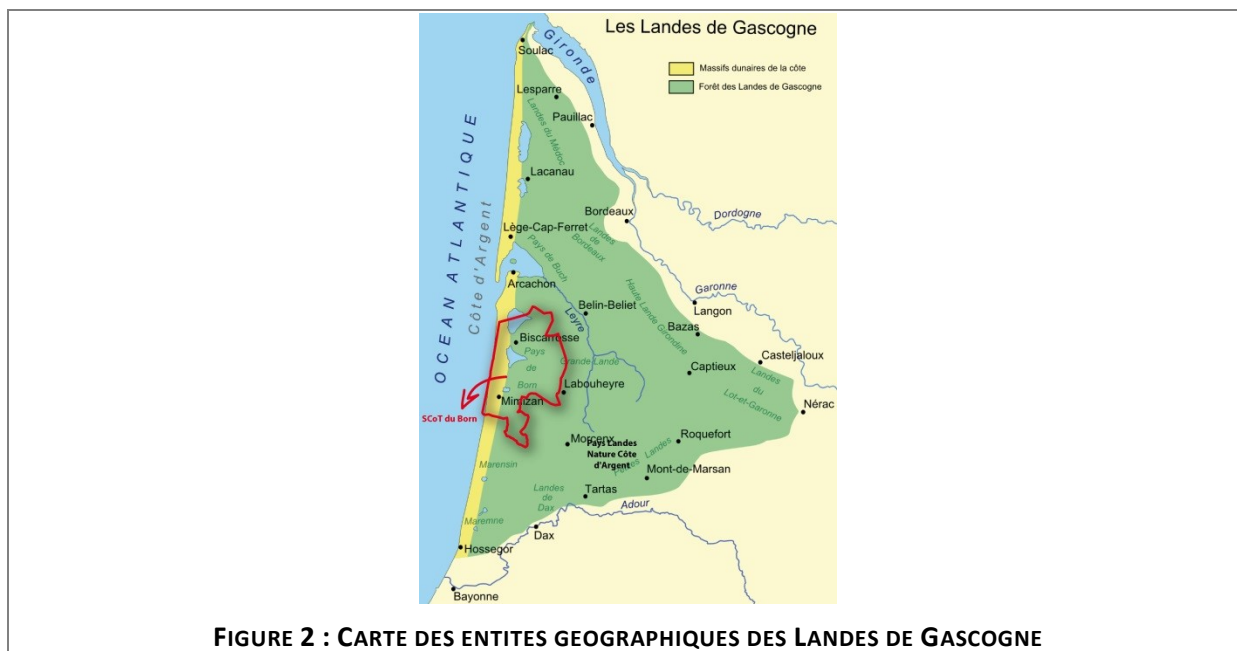 Les Landes de Gascogne
Massifs dunaires de la côte
Forêt des Landes de Gascogne
Gironde
Soulac
Lesparre
Pauillac
Landes du Médoc
OCEAN ATLANTIQUE
Côte d'Argent
Lacanau
Bordeaux
Dordogne
Lège-Cap-Ferret
Landes
de
Bordeaux
Pays de Buch
Arcachon
Garonne
Langon
Haute Lande Girondine
Belin-Beliet
Leyre
Bazas
Biscarrosse
Casteljaloux
Pays
de
Born
Grande Lande
Captieux
Labouheyre
Landes
du
Lot-et-Garonne
Nérac
SCoT du Born
Mimizan
Morcenx
Roquefort
Pays Landes
Nature Côte
d'Argent
Petites Landes
Marensin
Mont-de-Marsan
Landes
de
Dax
Tartas
Adour
Maremne
Dax
Hossegor
Bayonne
FIGURE 2 : CARTE DES ENTITES GEOGRAPHIQUES DES LANDES DE GASCOGNE